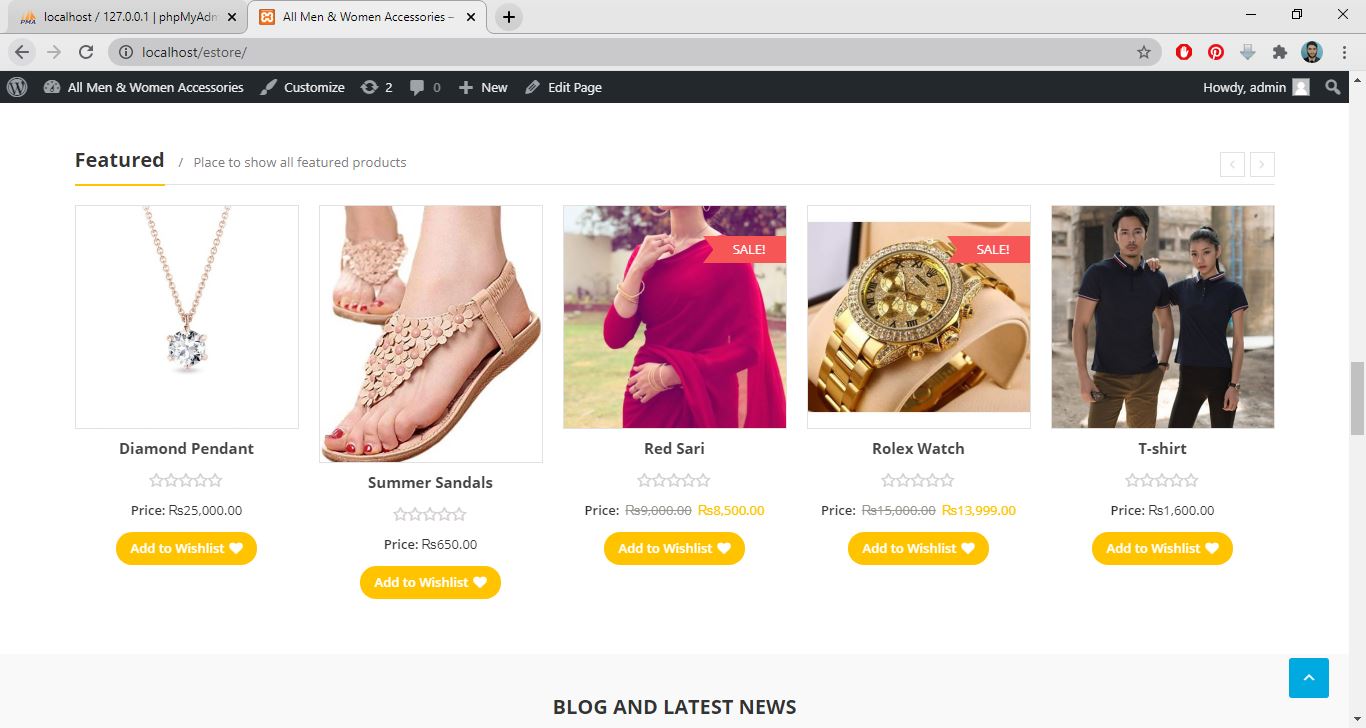 localhost / 127.0.0.1 | phpMyAdm
All Men & Women Accessories –
localhost/estore/
All Men & Women Accessories Customize 2 0 New Edit Page Howdy, admin
Featured / Place to show all featured products
SALE!
SALE!
Diamond Pendant
Price: ₨25,000.00
Add to Wishlist
Summer Sandals
Price: ₨650.00
Add to Wishlist
Red Sari
Price: ₨9,000.00 ₨8,500.00
Add to Wishlist
Rolex Watch
Price: ₨15,000.00 ₨13,999.00
Add to Wishlist
T-shirt
Price: ₨1,600.00
Add to Wishlist
BLOG AND LATEST NEWS